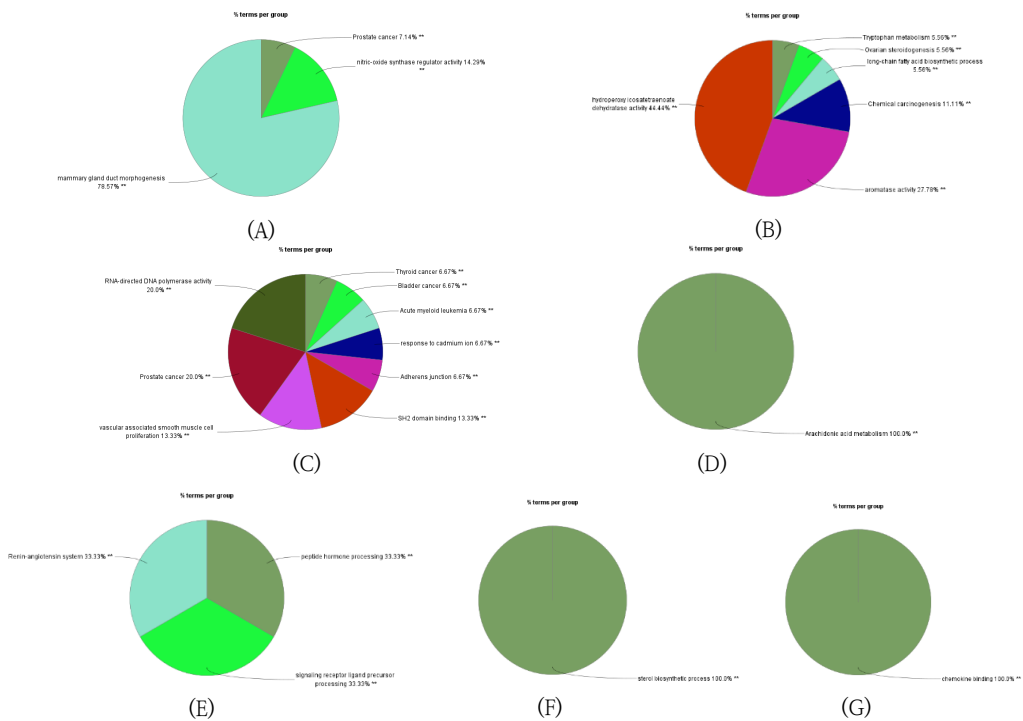 % terms per group
Prostate cancer 7.14% **
nitric-oxide synthase regulator activity 14.29%
**
mammary gland duct morphogenesis
78.57% **
(A)
% terms per group
Tryptophan metabolism 5.56% **
Ovarian steroidogenesis 5.56% **
long-chain fatty acid biosynthetic process
5.56% **
hydroperoxy icosatetraenoate
dehydratase activity 44.44% **
Chemical carcinogenesis 11.11% **
aromatase activity 27.78% **
(B)
% terms per group
Thyroid cancer 6.67% **
RNA-directed DNA polymerase activity
20.0% **
Bladder cancer 6.67% **
Acute myeloid leukemia 6.67% **
response to cadmium ion 6.67% **
Prostate cancer 20.0% **
Adherens junction 6.67% **
SH2 domain binding 13.33% **
vascular associated smooth muscle cell
proliferation 13.33% **
(C)
% terms per group
Arachidonic acid metabolism 100.0% **
(D)
% terms per group
Renin-angiotensin system 33.33% **
peptide hormone processing 33.33% **
signaling receptor ligand precursor
processing 33.33% **
(E)
% terms per group
sterol biosynthetic process 100.0% **
(F)
% terms per group
chemokine binding 100.0% **
(G)